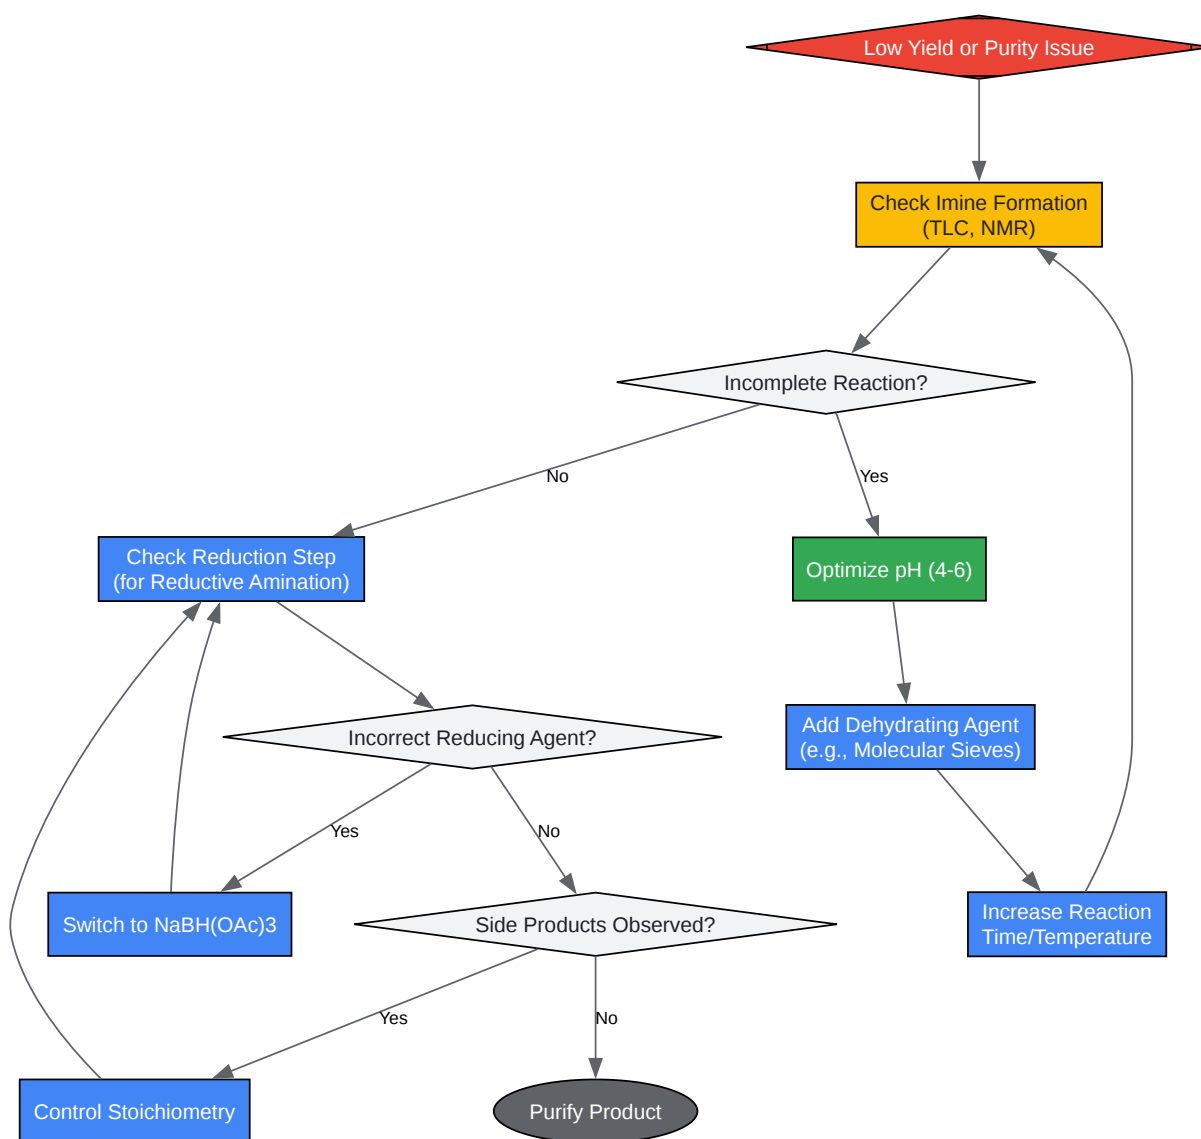 Low Yield or Purity Issue
Check Imine Formation
(TLC, NMR)
Incomplete Reaction?
No
Yes
Check Reduction Step
(for Reductive Amination)
Optimize pH (4-6)
Incorrect Reducing Agent?
Add Dehydrating Agent
(e.g., Molecular Sieves)
Yes
No
Switch to NaBH(OAc)3
Side Products Observed?
Increase Reaction
Time/Temperature
Yes
No
Control Stoichiometry
Purify Product